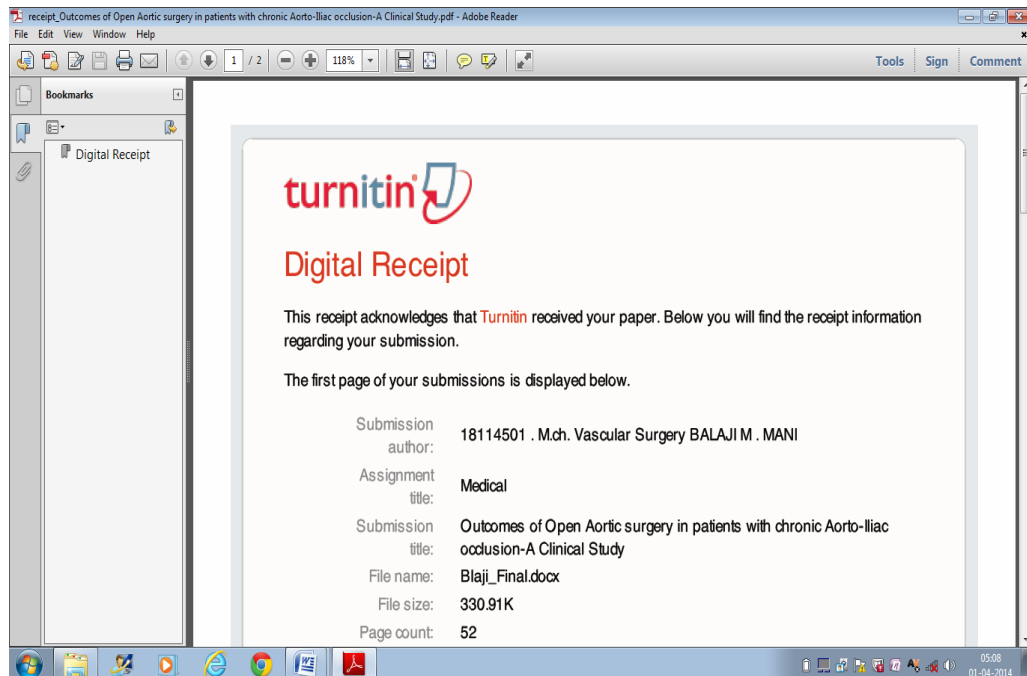 receipt_Outcomes of Open Aortic surgery in patients with chronic Aorto-Iliac occlusion-A Clinical Study.pdf - Adobe Reader
File Edit View Window Help
1 / 2 118% Tools Sign Comment
Bookmarks
Digital Receipt
turnitin
Digital Receipt
This receipt acknowledges that Turnitin received your paper. Below you will find the receipt information
regarding your submission.
The first page of your submissions is displayed below.
Submission author: 18114501 . M.ch. Vascular Surgery BALAJI M . MANI
Assignment title: Medical
Submission title: Outcomes of Open Aortic surgery in patients with chronic Aorto-Iliac
occlusion-A Clinical Study
File name: Blaji_Final.docx
File size: 330.91K
Page count: 52
05:08
01-04-2014